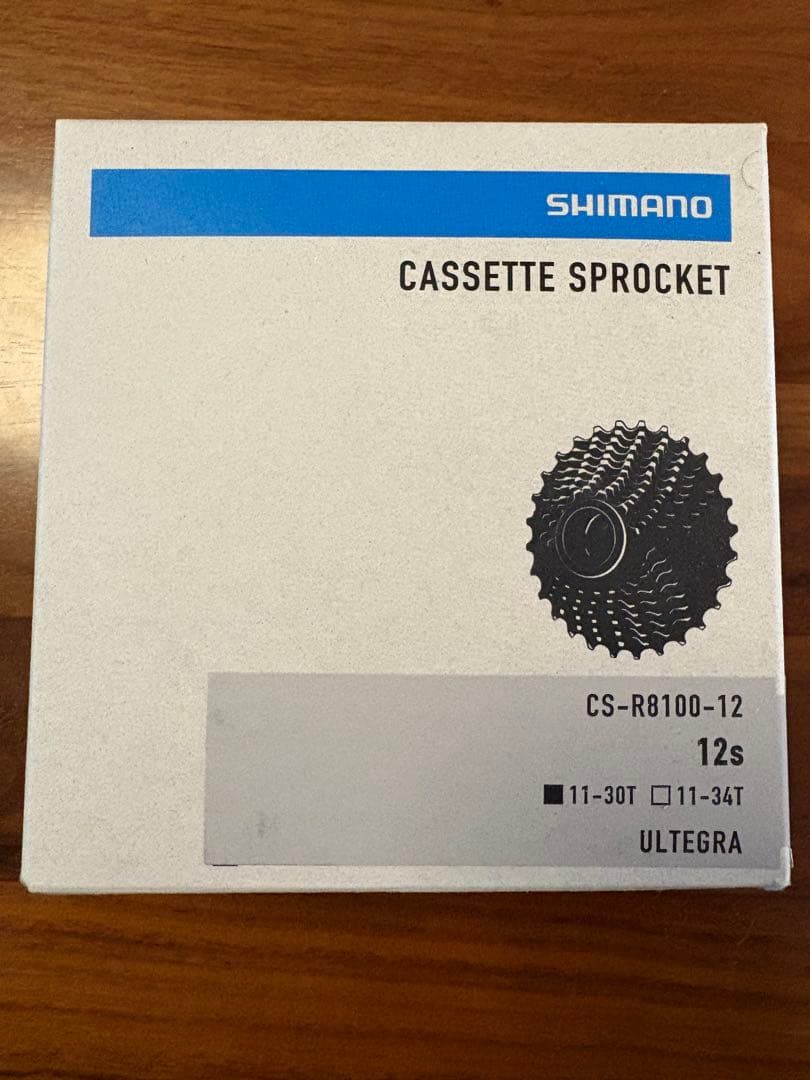 SHIMANO
CASSETTE SPROCKET
CS-R8100-12
12s
■11-30T □11-34T
ULTEGRA